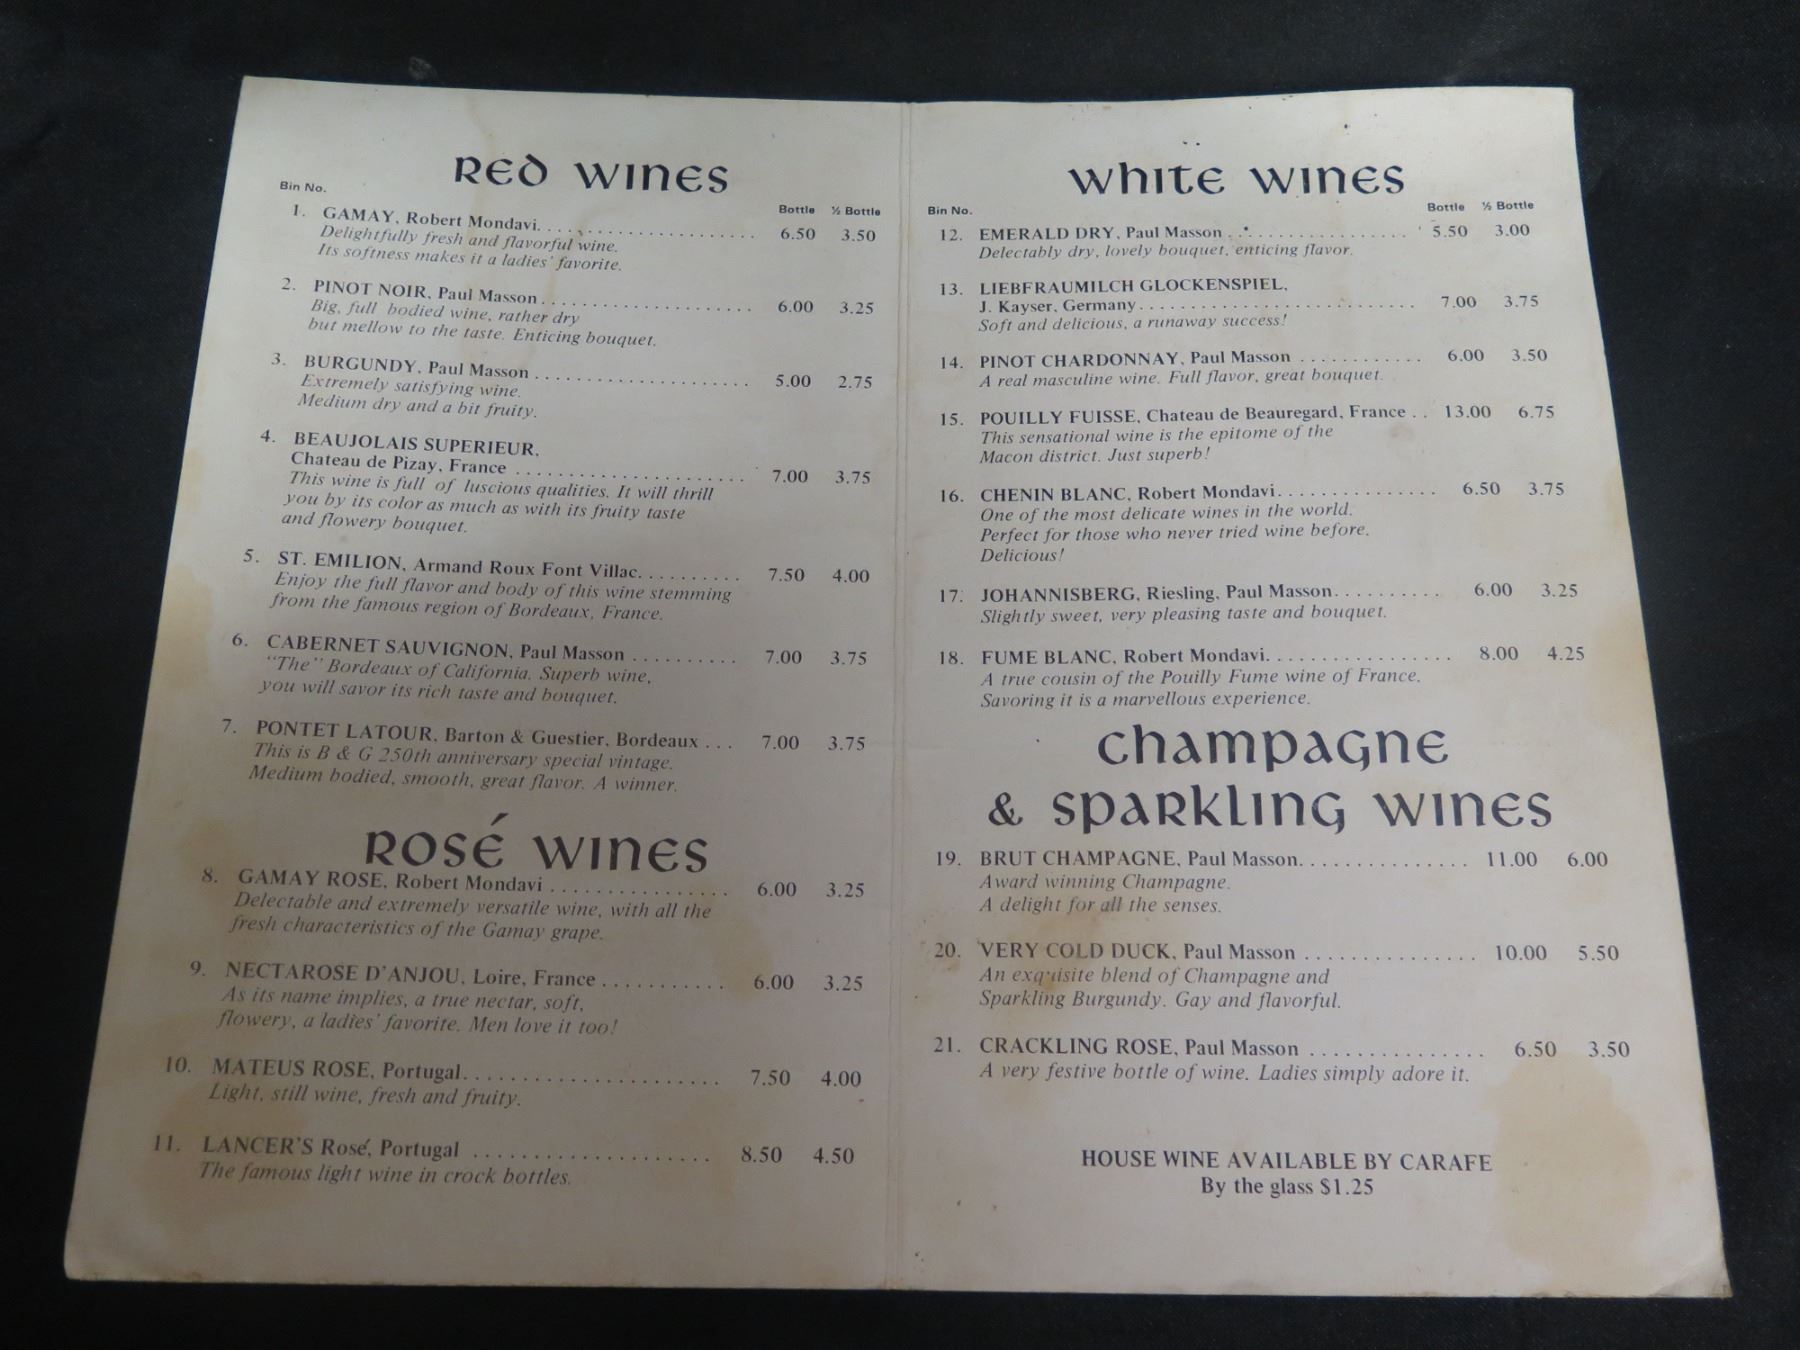 RED WINES
Bin No. Bottle ½ Bottle
1. GAMAY, Robert Mondavi. . . . . . . . . . . . . . . . . . . . . . 6.50 3.50
Delightfully fresh and flavorful wine.
Its softness makes it a ladies' favorite.
2. PINOT NOIR, Paul Masson . . . . . . . . . . . . . . . . . . . . . 6.00 3.25
Big, full bodied wine, rather dry
but mellow to the taste. Enticing bouquet.
3. BURGUNDY, Paul Masson . . . . . . . . . . . . . . . . . . . . . 5.00 2.75
Extremely satisfying wine.
Medium dry and a bit fruity.
4. BEAUJOLAIS SUPERIEUR,
Chateau de Pizay, France . . . . . . . . . . . . . . . . . . . . . . 7.00 3.75
This wine is full of luscious qualities. It will thrill
you by its color as much as with its fruity taste
and flowery bouquet.
5. ST. EMILION, Armand Roux Font Villac. . . . . . . . . . 7.50 4.00
Enjoy the full flavor and body of this wine stemming
from the famous region of Bordeaux, France.
6. CABERNET SAUVIGNON, Paul Masson . . . . . . . . . . 7.00 3.75
"The" Bordeaux of California. Superb wine,
you will savor its rich taste and bouquet.
7. PONTET LATOUR, Barton & Guestier, Bordeaux . . . 7.00 3.75
This is B & G 250th anniversary special vintage.
Medium bodied, smooth, great flavor. A winner.
ROSÉ WINES
8. GAMAY ROSE, Robert Mondavi . . . . . . . . . . . . . . . . 6.00 3.25
Delectable and extremely versatile wine, with all the
fresh characteristics of the Gamay grape.
9. NECTAROSE D'ANJOU, Loire, France . . . . . . . . . . . 6.00 3.25
As its name implies, a true nectar, soft,
flowery, a ladies' favorite. Men love it too!
10. MATEUS ROSE, Portugal. . . . . . . . . . . . . . . . . . . . . . 7.50 4.00
Light, still wine, fresh and fruity.
11. LANCER'S Rosé, Portugal . . . . . . . . . . . . . . . . . . . . . 8.50 4.50
The famous light wine in crock bottles.
WHITE WINES
Bin No. Bottle ½ Bottle
12. EMERALD DRY, Paul Masson . . . . . . . . . . . . . . . . . 5.50 3.00
Delectably dry, lovely bouquet, enticing flavor.
13. LIEBFRAUMILCH GLOCKENSPIEL,
J. Kayser, Germany . . . . . . . . . . . . . . . . . . . . . . . . . . 7.00 3.75
Soft and delicious, a runaway success!
14. PINOT CHARDONNAY, Paul Masson . . . . . . . . . . . . 6.00 3.50
A real masculine wine. Full flavor, great bouquet.
15. POUILLY FUISSE, Chateau de Beauregard, France . . 13.00 6.75
This sensational wine is the epitome of the
Macon district. Just superb!
16. CHENIN BLANC, Robert Mondavi. . . . . . . . . . . . . . . 6.50 3.75
One of the most delicate wines in the world.
Perfect for those who never tried wine before.
Delicious!
17. JOHANNISBERG, Riesling, Paul Masson. . . . . . . . . . 6.00 3.25
Slightly sweet, very pleasing taste and bouquet.
18. FUME BLANC, Robert Mondavi. . . . . . . . . . . . . . . . . 8.00 4.25
A true cousin of the Pouilly Fume wine of France.
Savoring it is a marvellous experience.
CHAMPAGNE
& SPARKLING WINES
19. BRUT CHAMPAGNE, Paul Masson. . . . . . . . . . . . . . . 11.00 6.00
Award winning Champagne.
A delight for all the senses.
20. VERY COLD DUCK, Paul Masson . . . . . . . . . . . . . . . 10.00 5.50
An exquisite blend of Champagne and
Sparkling Burgundy. Gay and flavorful.
21. CRACKLING ROSE, Paul Masson . . . . . . . . . . . . . . . 6.50 3.50
A very festive bottle of wine. Ladies simply adore it.
HOUSE WINE AVAILABLE BY CARAFE
By the glass $1.25